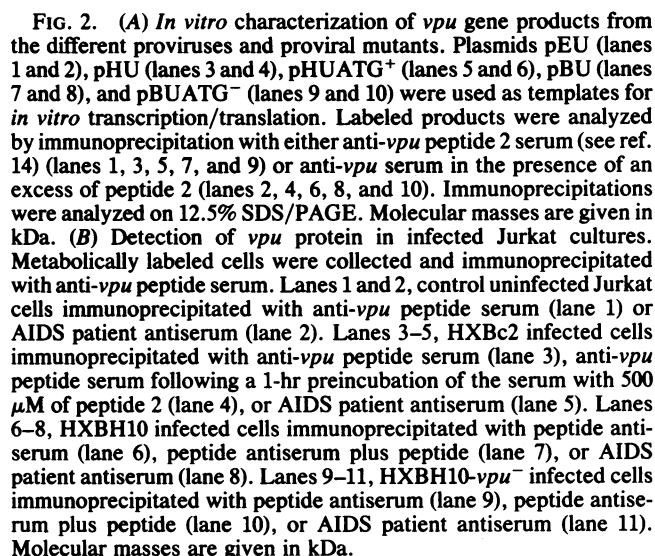 FIG. 2. (A) In vitro characterization of vpu gene products from
the different proviruses and proviral mutants. Plasmids pEU (lanes
1 and 2), pHU (lanes 3 and 4), pHUATG⁺ (lanes 5 and 6), pBU (lanes
7 and 8), and pBUATG⁻ (lanes 9 and 10) were used as templates for
in vitro transcription/translation. Labeled products were analyzed
by immunoprecipitation with either anti-vpu peptide 2 serum (see ref.
14) (lanes 1, 3, 5, 7, and 9) or anti-vpu serum in the presence of an
excess of peptide 2 (lanes 2, 4, 6, 8, and 10). Immunoprecipitations
were analyzed on 12.5% SDS/PAGE. Molecular masses are given in
kDa. (B) Detection of vpu protein in infected Jurkat cultures.
Metabolically labeled cells were collected and immunoprecipitated
with anti-vpu peptide serum. Lanes 1 and 2, control uninfected Jurkat
cells immunoprecipitated with anti-vpu peptide serum (lane 1) or
AIDS patient antiserum (lane 2). Lanes 3–5, HXBc2 infected cells
immunoprecipitated with anti-vpu peptide serum (lane 3), anti-vpu
peptide serum following a 1-hr preincubation of the serum with 500
μM of peptide 2 (lane 4), or AIDS patient antiserum (lane 5). Lanes
6–8, HXBH10 infected cells immunoprecipitated with peptide anti-
serum (lane 6), peptide antiserum plus peptide (lane 7), or AIDS
patient antiserum (lane 8). Lanes 9–11, HXBH10-vpu⁻ infected cells
immunoprecipitated with peptide antiserum (lane 9), peptide antise-
rum plus peptide (lane 10), or AIDS patient antiserum (lane 11).
Molecular masses are given in kDa.